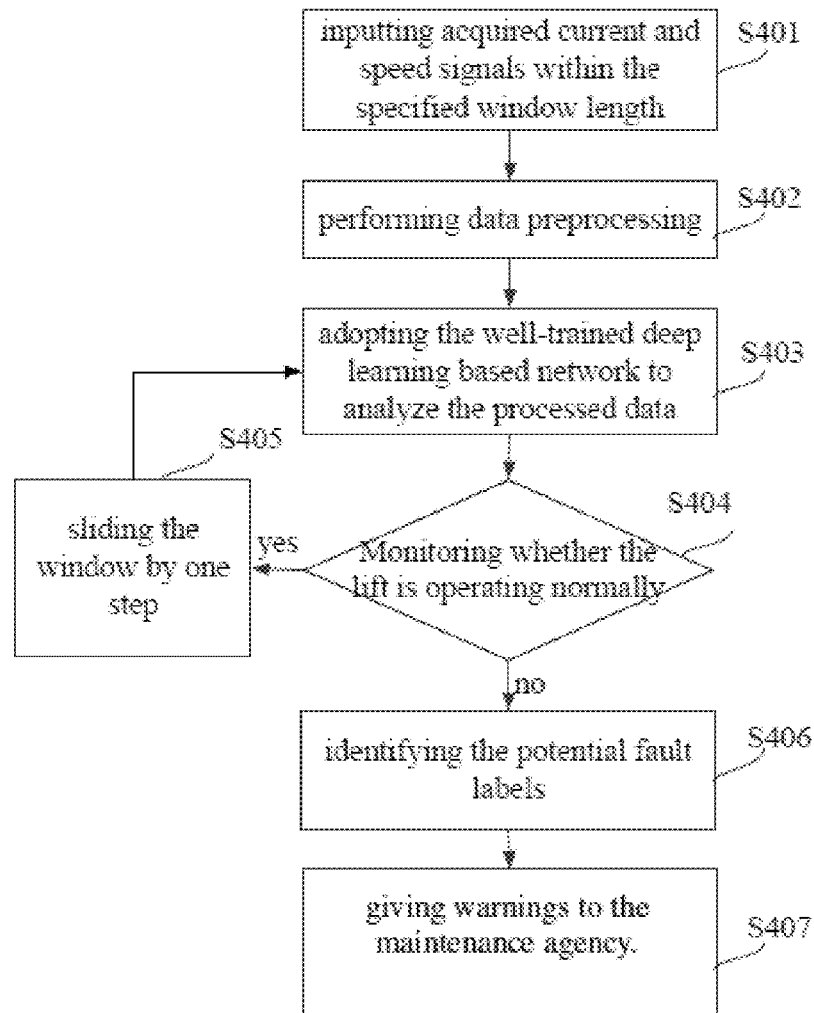 inputting acquired current and
speed signals within the
specified window length
S401
performing data preprocessing
S402
adopting the well-trained deep
learning based network to
analyze the processed data
S403
S405
sliding the
window by one
step
yes
Monitoring whether the
lift is operating normally
S404
no
identifying the potential fault
labels
S406
giving warnings to the
maintenance agency.
S407